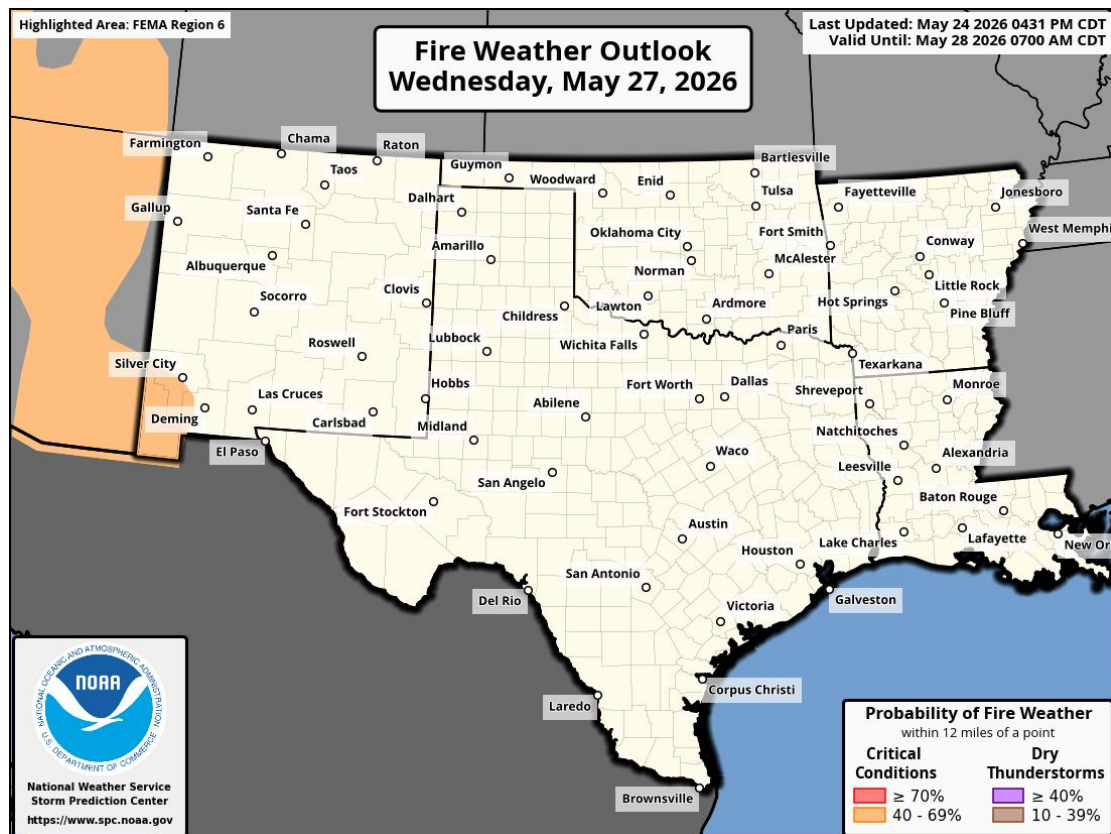 Highlighted Area: FEMA Region 6
Last Updated: May 24 2026 0431 PM CDT
Valid Until: May 28 2026 0700 AM CDT
Fire Weather Outlook
Wednesday, May 27, 2026
Farmington
Chama
Raton
Taos
Guymon
Woodward
Enid
Bartlesville
Tulsa
Fayetteville
Jonesboro
Gallup
Santa Fe
Dalhart
Oklahoma City
Fort Smith
West Memphi
Albuquerque
Amarillo
Norman
McAlester
Conway
Little Rock
Socorro
Clovis
Childress
Lawton
Ardmore
Hot Springs
Pine Bluff
Roswell
Lubbock
Wichita Falls
Paris
Texarkana
Silver City
Las Cruces
Hobbs
Fort Worth
Dallas
Shreveport
Monroe
Deming
Carlsbad
Midland
Abilene
Natchitoches
El Paso
San Angelo
Waco
Leesville
Alexandria
Fort Stockton
Austin
Baton Rouge
Houston
Lake Charles
Lafayette
New Or
San Antonio
Del Rio
Victoria
Galveston
Laredo
Corpus Christi
Brownsville
NATIONAL OCEANIC AND ATMOSPHERIC ADMINISTRATION
NOAA
U.S. DEPARTMENT OF COMMERCE
National Weather Service
Storm Prediction Center
https://www.spc.noaa.gov
Probability of Fire Weather
within 12 miles of a point
Critical Conditions
≥ 70%
40 - 69%
Dry Thunderstorms
≥ 40%
10 - 39%